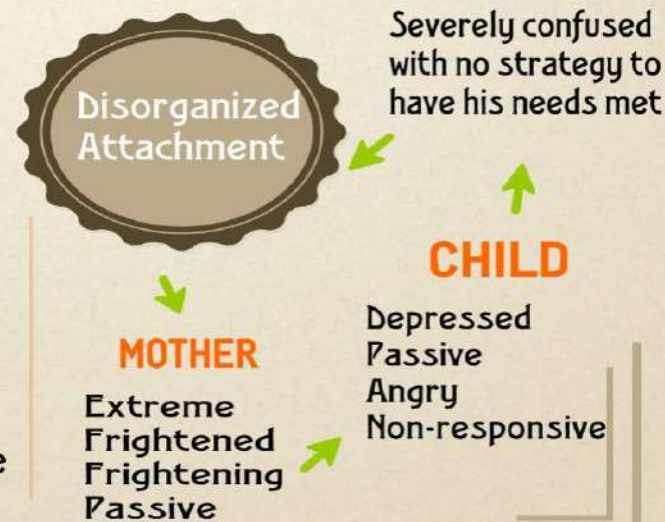 Disorganized
Attachment
Severely confused
with no strategy to
have his needs met
MOTHER
Extreme
Frightened
Frightening
Passive
CHILD
Depressed
Passive
Angry
Non-responsive